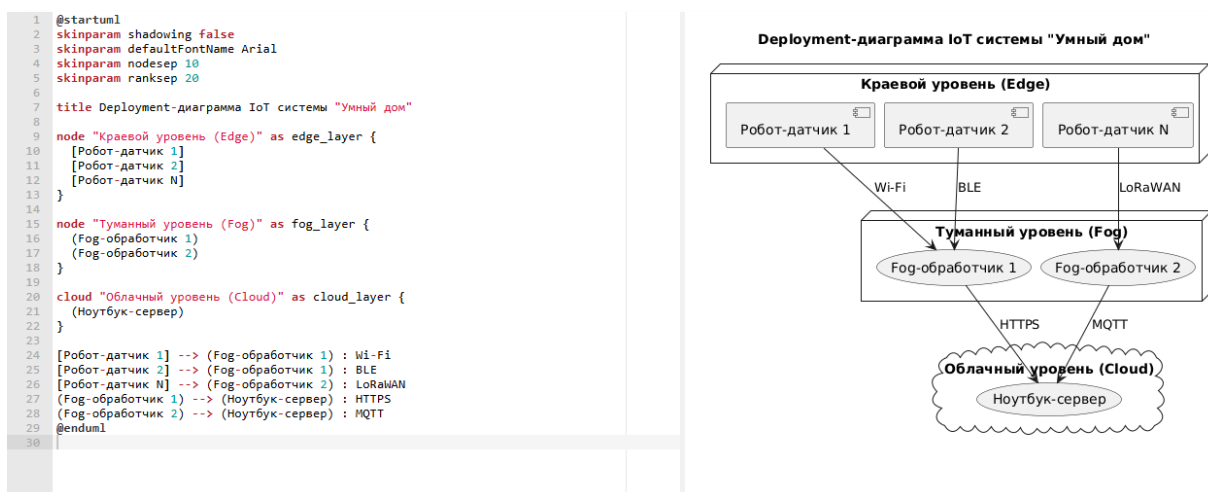 1 @startuml
2 skinparam shadowing false
3 skinparam defaultFontName Arial
4 skinparam nodesep 10
5 skinparam ranksep 20
6
7 title Deployment-диаграмма IoT системы "Умный дом"
8
9 node "Краевой уровень (Edge)" as edge_layer {
10 [Робот-датчик 1]
11 [Робот-датчик 2]
12 [Робот-датчик N]
13 }
14
15 node "Туманный уровень (Fog)" as fog_layer {
16 (Fog-обработчик 1)
17 (Fog-обработчик 2)
18 }
19
20 cloud "Облачный уровень (Cloud)" as cloud_layer {
21 (Ноутбук-сервер)
22 }
23
24 [Робот-датчик 1] --> (Fog-обработчик 1) : Wi-Fi
25 [Робот-датчик 2] --> (Fog-обработчик 1) : BLE
26 [Робот-датчик N] --> (Fog-обработчик 2) : LoRaWAN
27 (Fog-обработчик 1) --> (Ноутбук-сервер) : HTTPS
28 (Fog-обработчик 2) --> (Ноутбук-сервер) : MQTT
29 @enduml
30
Deployment-диаграмма IoT системы "Умный дом"
Краевой уровень (Edge)
Робот-датчик 1 Робот-датчик 2 Робот-датчик N
Wi-Fi BLE LoRaWAN
Туманный уровень (Fog)
Fog-обработчик 1 Fog-обработчик 2
HTTPS MQTT
Облачный уровень (Cloud)
Ноутбук-сервер